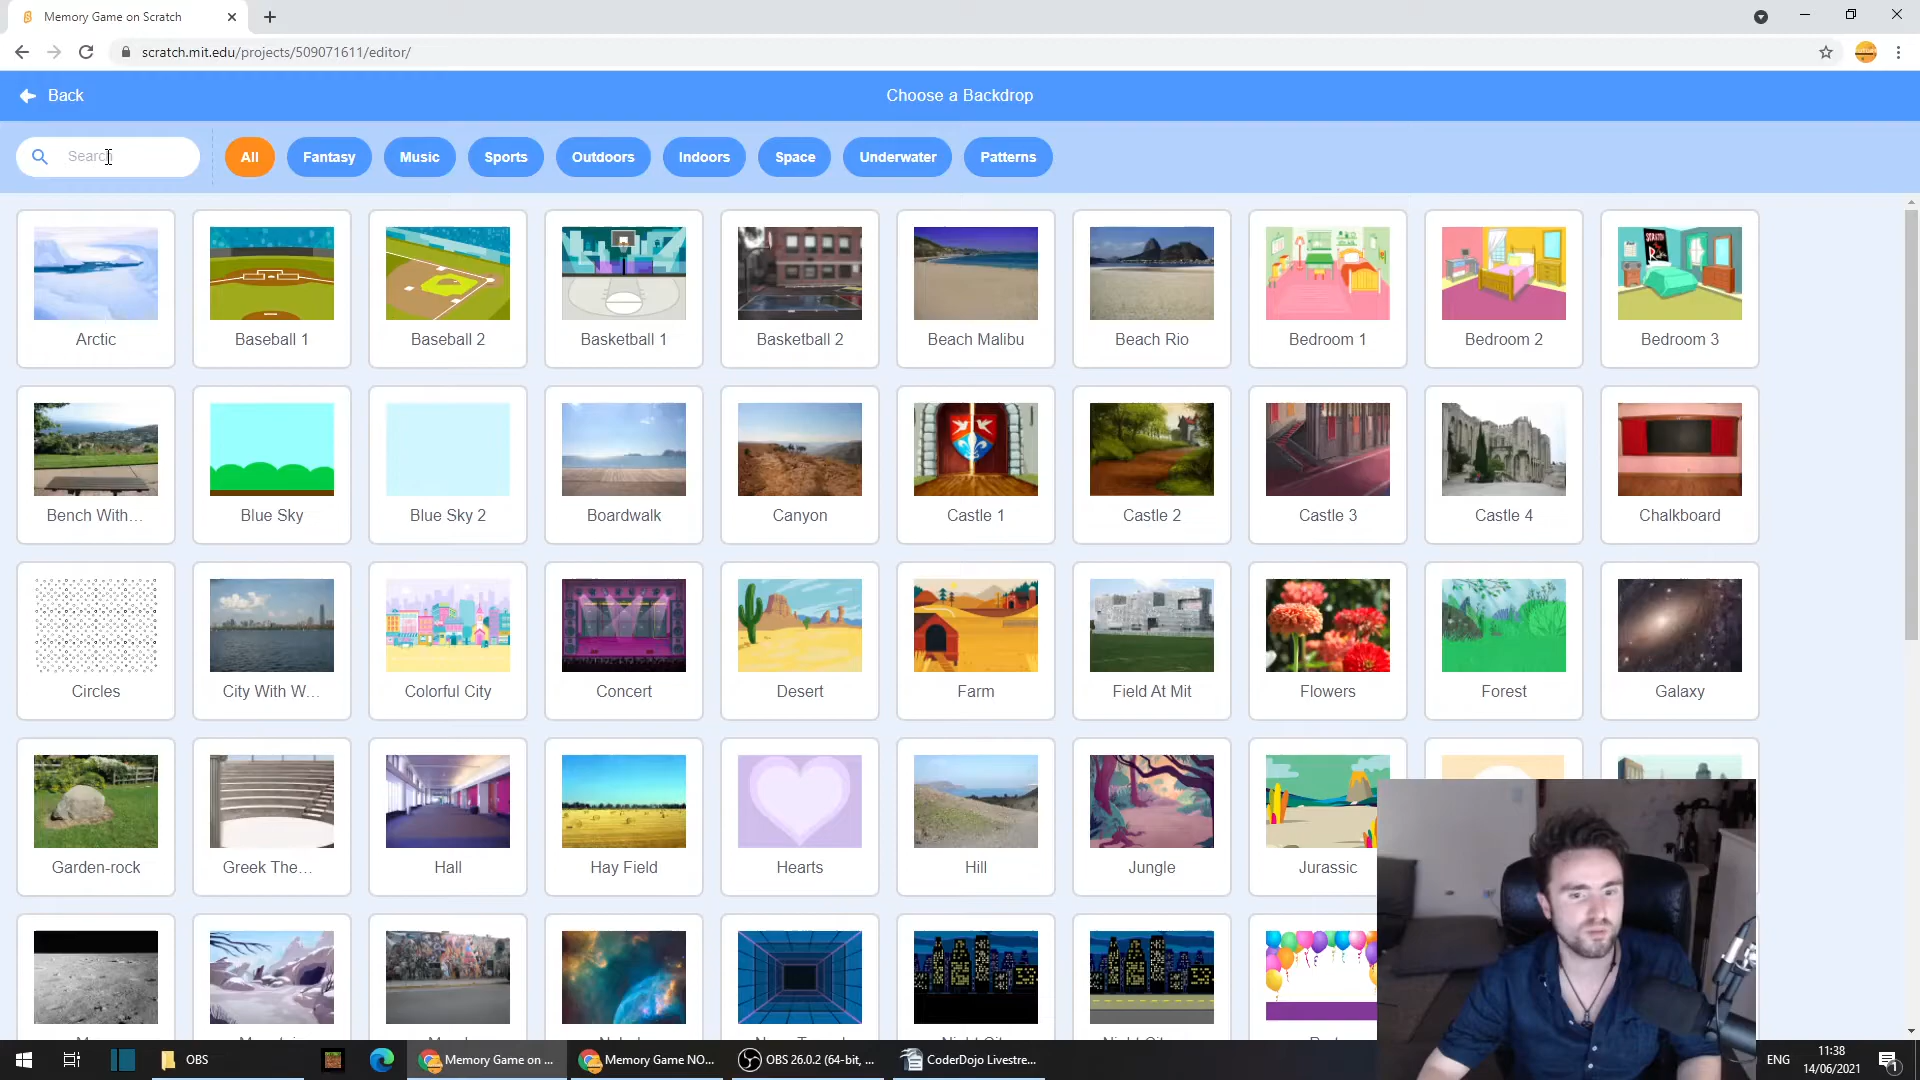 Memory Game on Scratch
scratch.mit.edu/projects/509071611/editor/
Back
Choose a Backdrop
Search
All
Fantasy
Music
Sports
Outdoors
Indoors
Space
Underwater
Patterns
Arctic
Baseball 1
Baseball 2
Basketball 1
Basketball 2
Beach Malibu
Beach Rio
Bedroom 1
Bedroom 2
Bedroom 3
Bench With...
Blue Sky
Blue Sky 2
Boardwalk
Canyon
Castle 1
Castle 2
Castle 3
Castle 4
Chalkboard
Circles
City With W...
Colorful City
Concert
Desert
Farm
Field At Mit
Flowers
Forest
Galaxy
Garden-rock
Greek The...
Hall
Hay Field
Hearts
Hill
Jungle
Jurassic
OBS
Memory Game on ...
Memory Game NO...
OBS 26.0.2 (64-bit, ...
CoderDojo Livestre...
ENG
11:38
14/06/2021